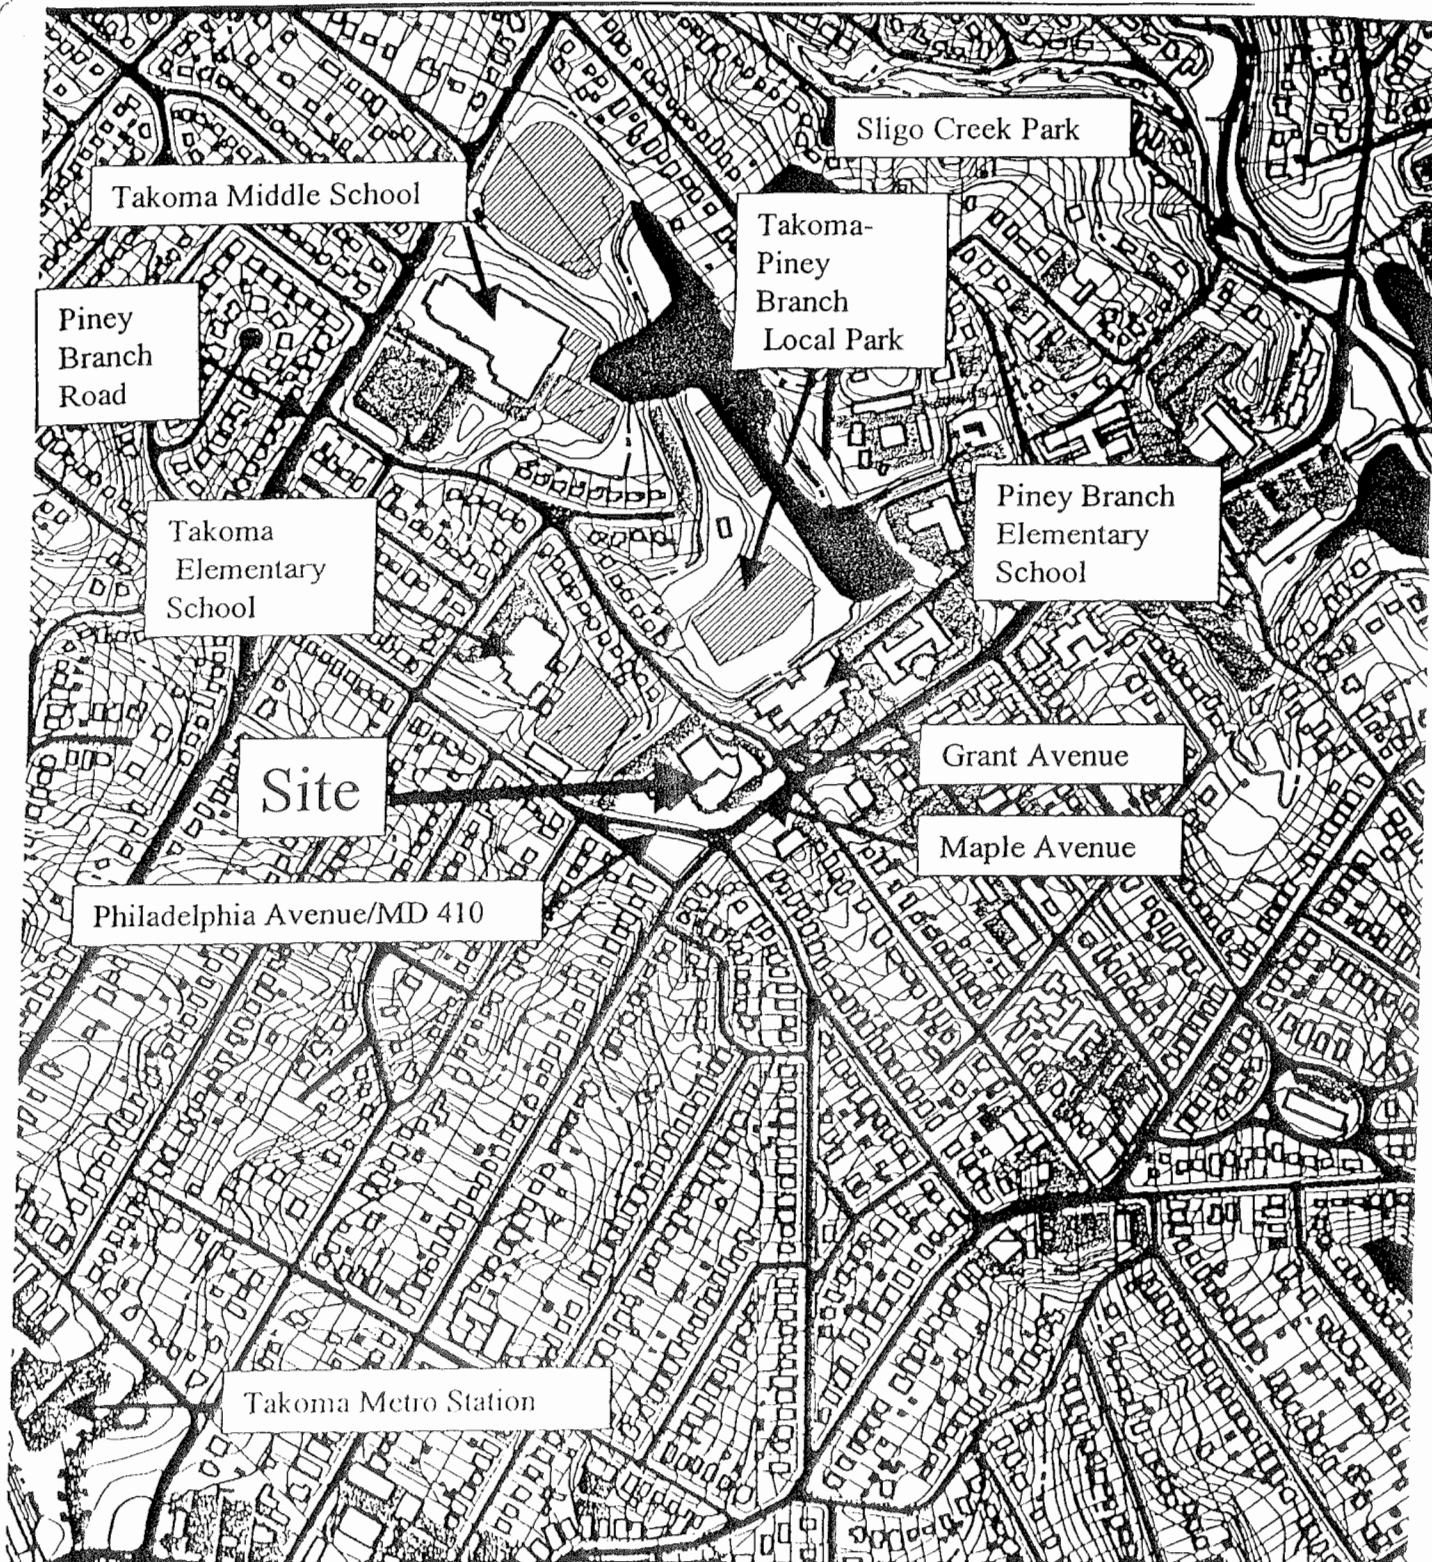 Sligo Creek Park
Takoma Middle School
Takoma-
Piney
Branch
Local Park
Piney
Branch
Road
Piney Branch
Elementary
School
Takoma
Elementary
School
Grant Avenue
Site
Maple Avenue
Philadelphia Avenue/MD 410
Takoma Metro Station